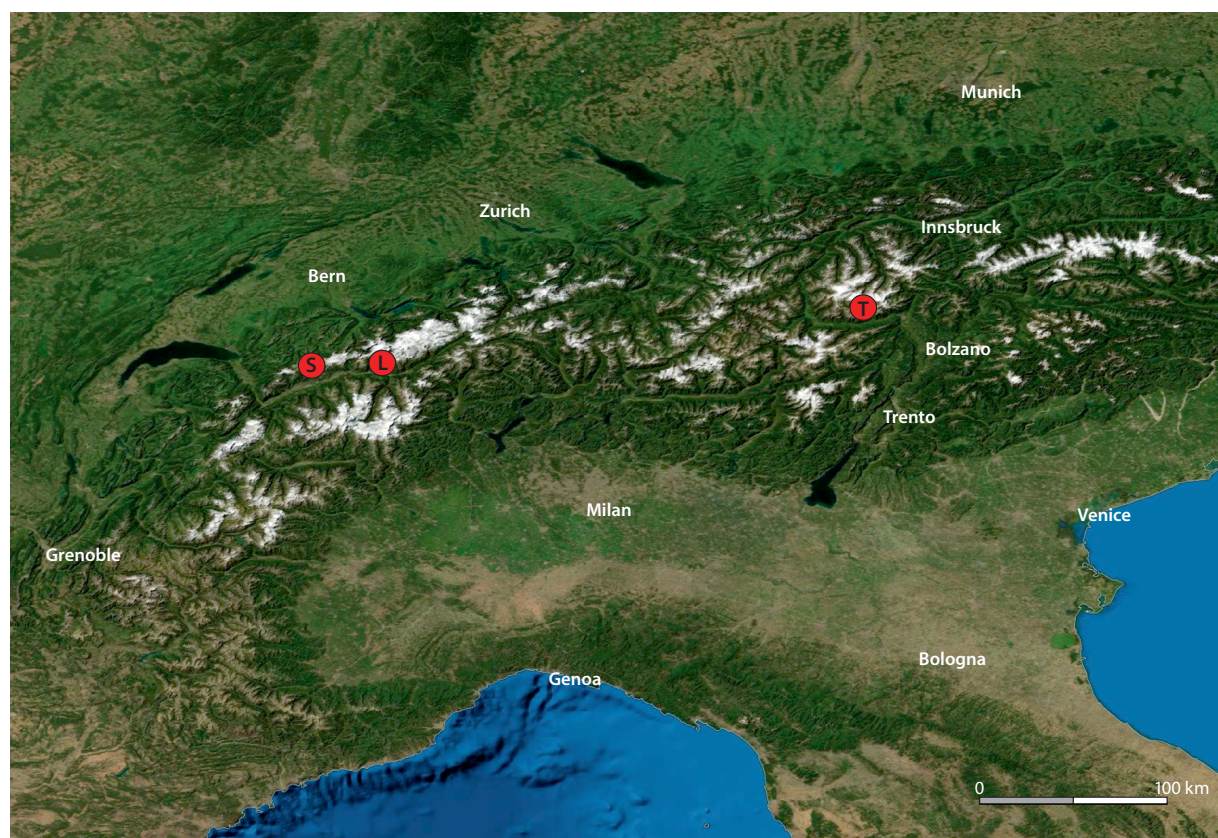 Munich
Zurich
Innsbruck
Bern
T
Bolzano
S
L
Trento
Milan
Venice
Grenoble
Bologna
Genoa
0 100 km